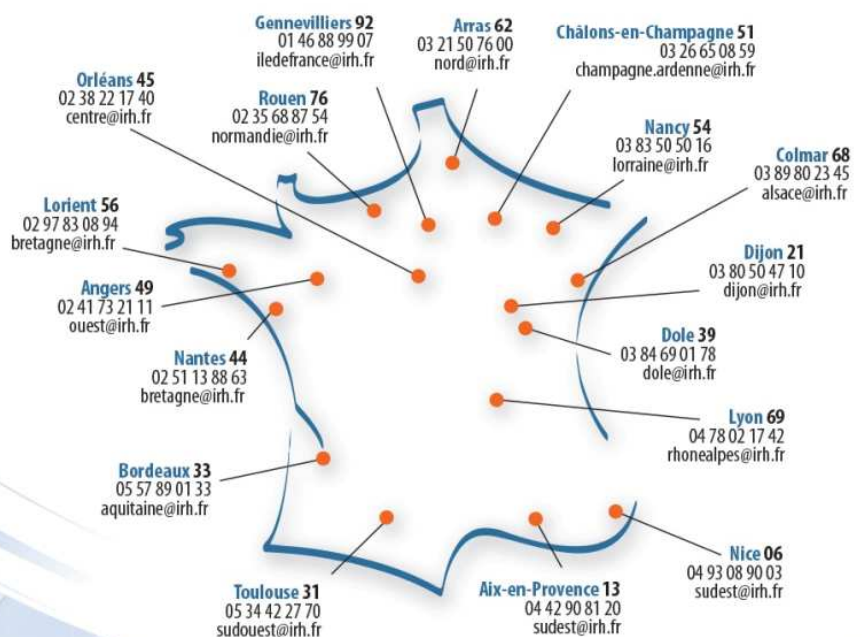 Gennevilliers 92
01 46 88 99 07
iledefrance@irh.fr
Arras 62
03 21 50 76 00
nord@irh.fr
Châlons-en-Champagne 51
03 26 65 08 59
champagne.ardenne@irh.fr
Orléans 45
02 38 22 17 40
centre@irh.fr
Rouen 76
02 35 68 87 54
normandie@irh.fr
Nancy 54
03 83 50 50 16
lorraine@irh.fr
Colmar 68
03 89 80 23 45
alsace@irh.fr
Lorient 56
02 97 83 08 94
bretagne@irh.fr
Dijon 21
03 80 50 47 10
dijon@irh.fr
Angers 49
02 41 73 21 11
ouest@irh.fr
Dole 39
03 84 69 01 78
dole@irh.fr
Nantes 44
02 51 13 88 63
bretagne@irh.fr
Lyon 69
04 78 02 17 42
rhonealpes@irh.fr
Bordeaux 33
05 57 89 01 33
aquitaine@irh.fr
Nice 06
04 93 08 90 03
sudest@irh.fr
Toulouse 31
05 34 42 27 70
sudouest@irh.fr
Aix-en-Provence 13
04 42 90 81 20
sudest@irh.fr